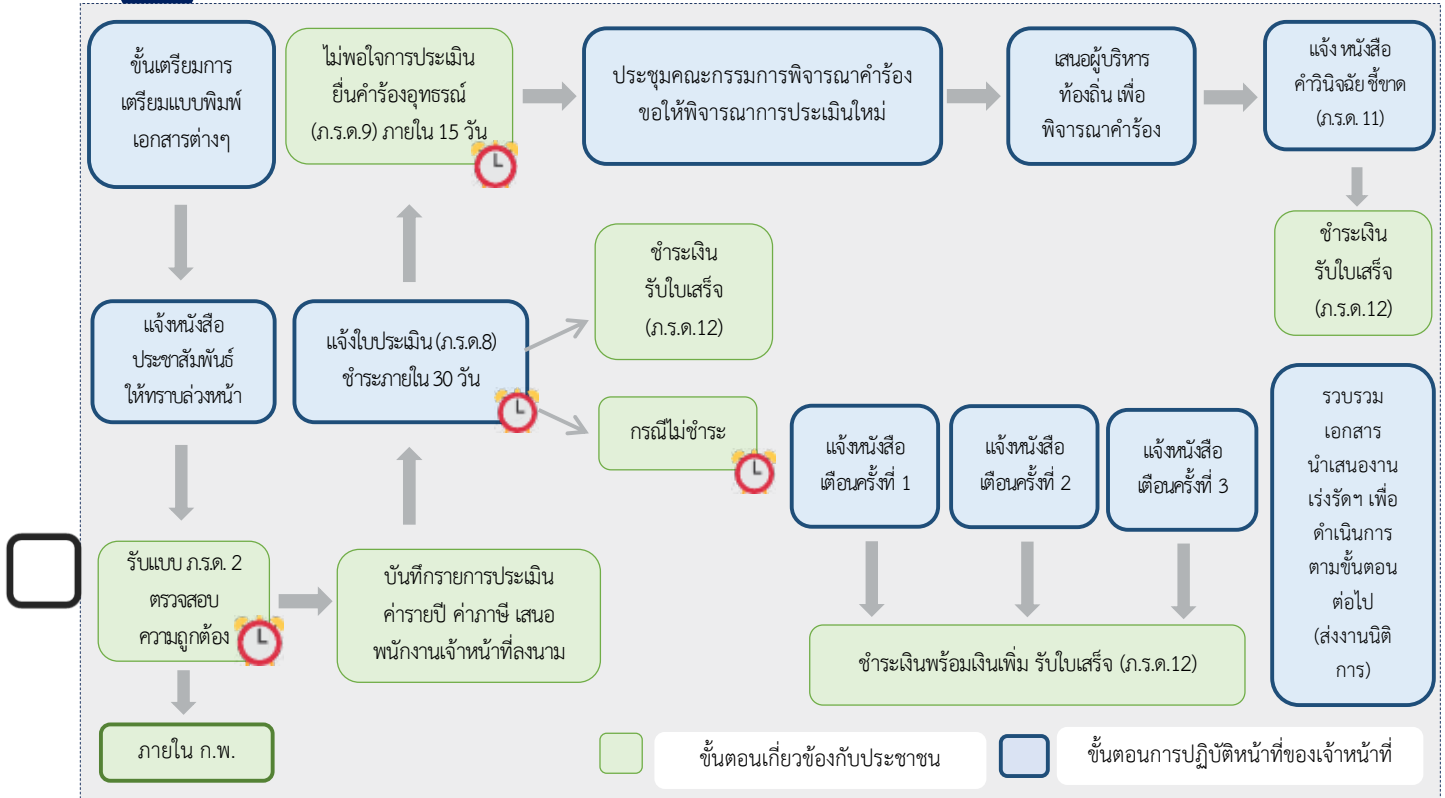 ขั้นเตรียมการ
เตรียมแบบพิมพ์
เอกสารต่างๆ
ไม่พอใจการประเมิน
ยื่นคำร้องอุทธรณ์
(ภ.ร.ด.9) ภายใน 15 วัน
ประชุมคณะกรรมการพิจารณาคำร้อง
ขอให้พิจารณาการประเมินใหม่
เสนอผู้บริหาร
ท้องถิ่น เพื่อ
พิจารณาคำร้อง
แจ้ง หนังสือ
คำวินิจฉัย ชี้ขาด
(ภ.ร.ด. 11)
ชำระเงิน
รับใบเสร็จ
(ภ.ร.ด.12)
แจ้งหนังสือ
ประชาสัมพันธ์
ให้ทราบล่วงหน้า
แจ้งใบประเมิน (ภ.ร.ด.8)
ชำระภายใน 30 วัน
ชำระเงิน
รับใบเสร็จ
(ภ.ร.ด.12)
กรณีไม่ชำระ
แจ้งหนังสือ
เตือนครั้งที่ 1
แจ้งหนังสือ
เตือนครั้งที่ 2
แจ้งหนังสือ
เตือนครั้งที่ 3
รวบรวม
เอกสาร
นำเสนองาน
เร่งรัดฯ เพื่อ
ดำเนินการ
ตามขั้นตอน
ต่อไป
(ส่งงานนิติ
การ)
รับแบบ ภ.ร.ด. 2
ตรวจสอบ
ความถูกต้อง
บันทึกรายการประเมิน
ค่ารายปี ค่าภาษี เสนอ
พนักงานเจ้าหน้าที่ลงนาม
ชำระเงินพร้อมเงินเพิ่ม รับใบเสร็จ (ภ.ร.ด.12)
ภายใน ก.พ.
ขั้นตอนเกี่ยวข้องกับประชาชน
ขั้นตอนการปฏิบัติหน้าที่ของเจ้าหน้าที่